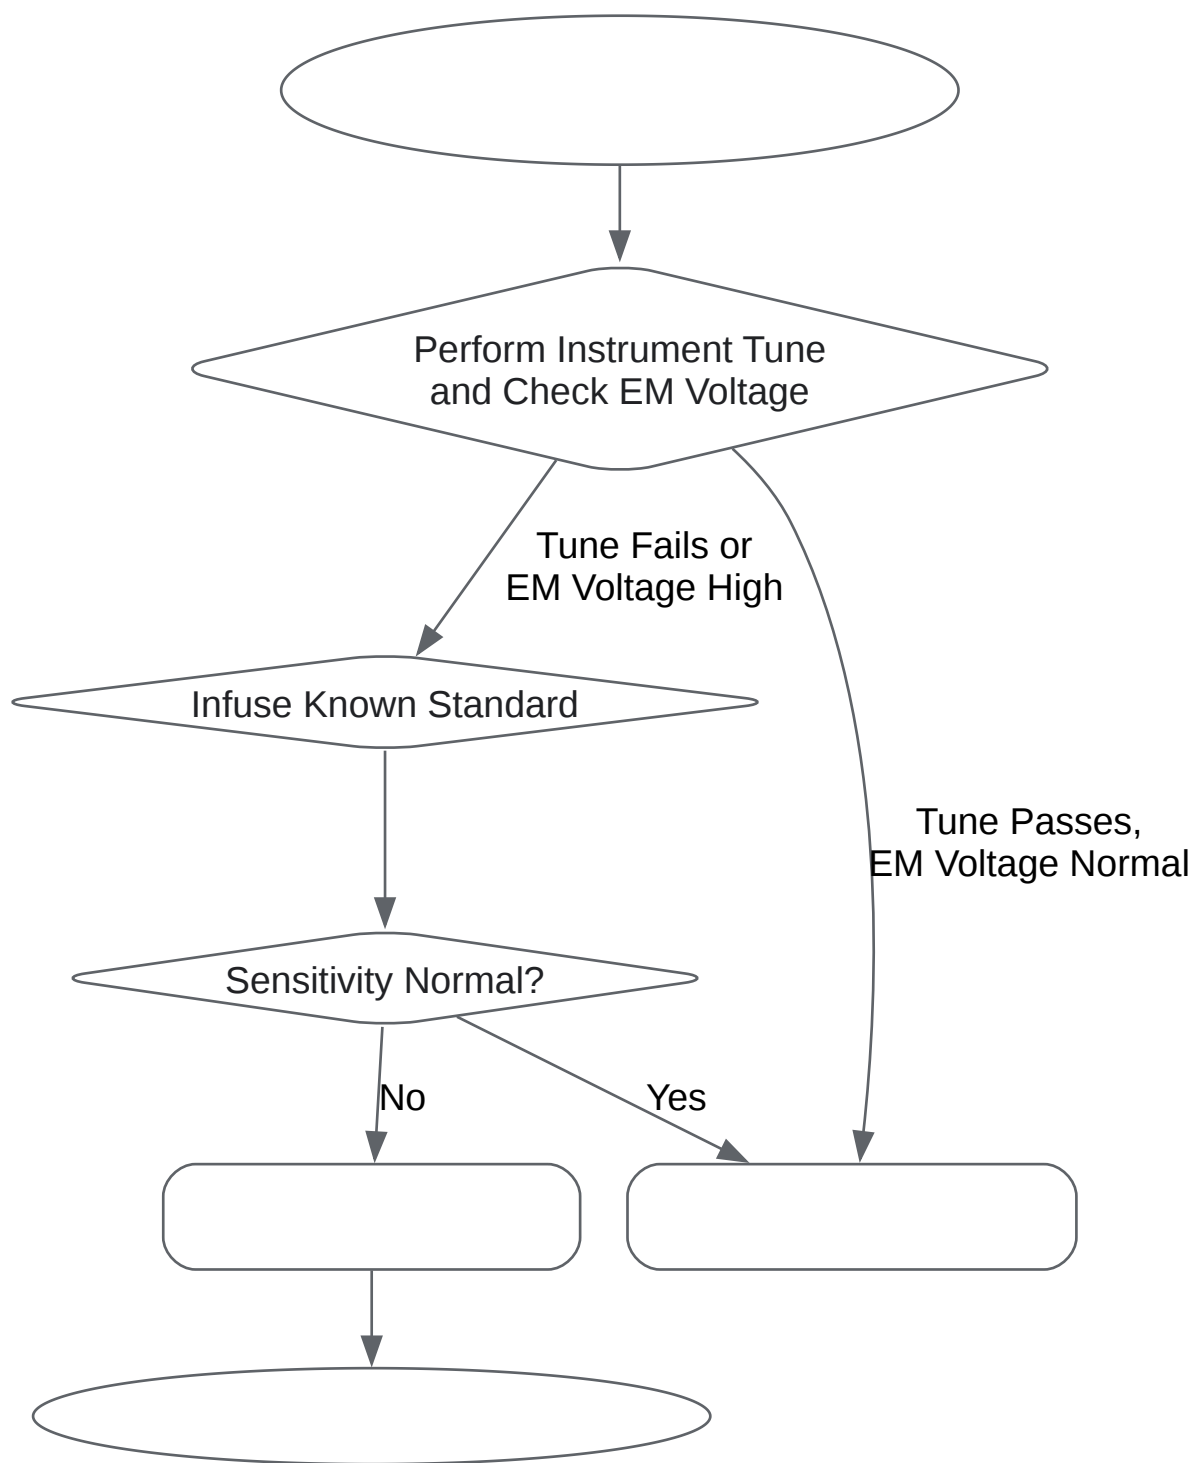 Perform Instrument Tune
and Check EM Voltage
Tune Fails or
EM Voltage High
Infuse Known Standard
Tune Passes,
EM Voltage Normal
Sensitivity Normal?
No
Yes